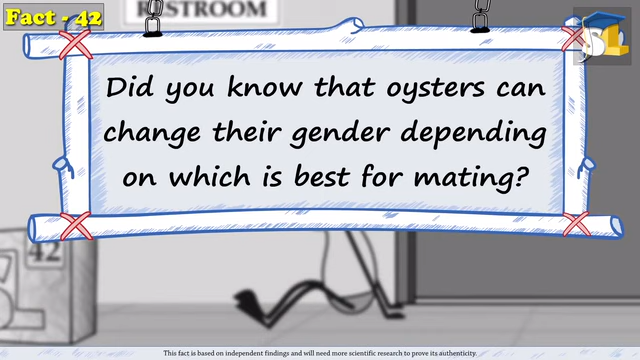 Fact - 42
RESTROOM
SL
Did you know that oysters can
change their gender depending
on which is best for mating?
42
This fact is based on independent findings and will need more scientific research to prove its authenticity.